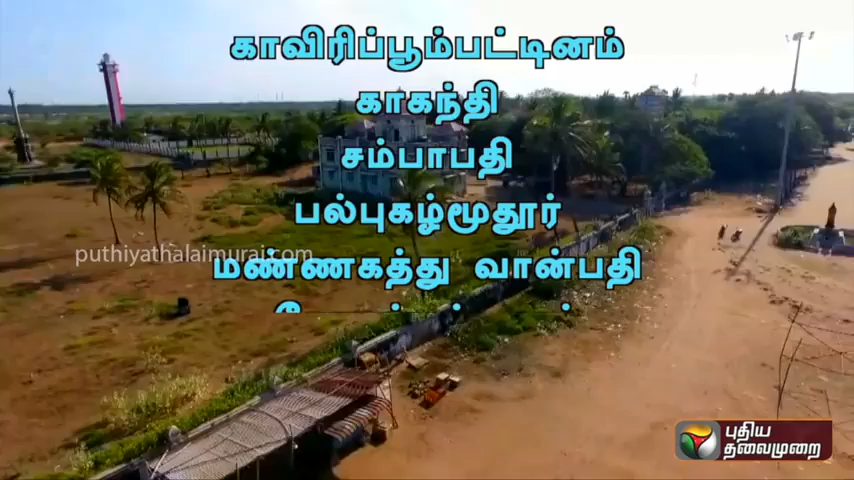 காவிரிப்பூம்பட்டினம்
காகந்தி
சம்பாபதி
பல்புகழ்மூதூர்
மண்ணகத்து வான்பதி
puthiyathalaimurai.com
புதிய
தலைமுறை